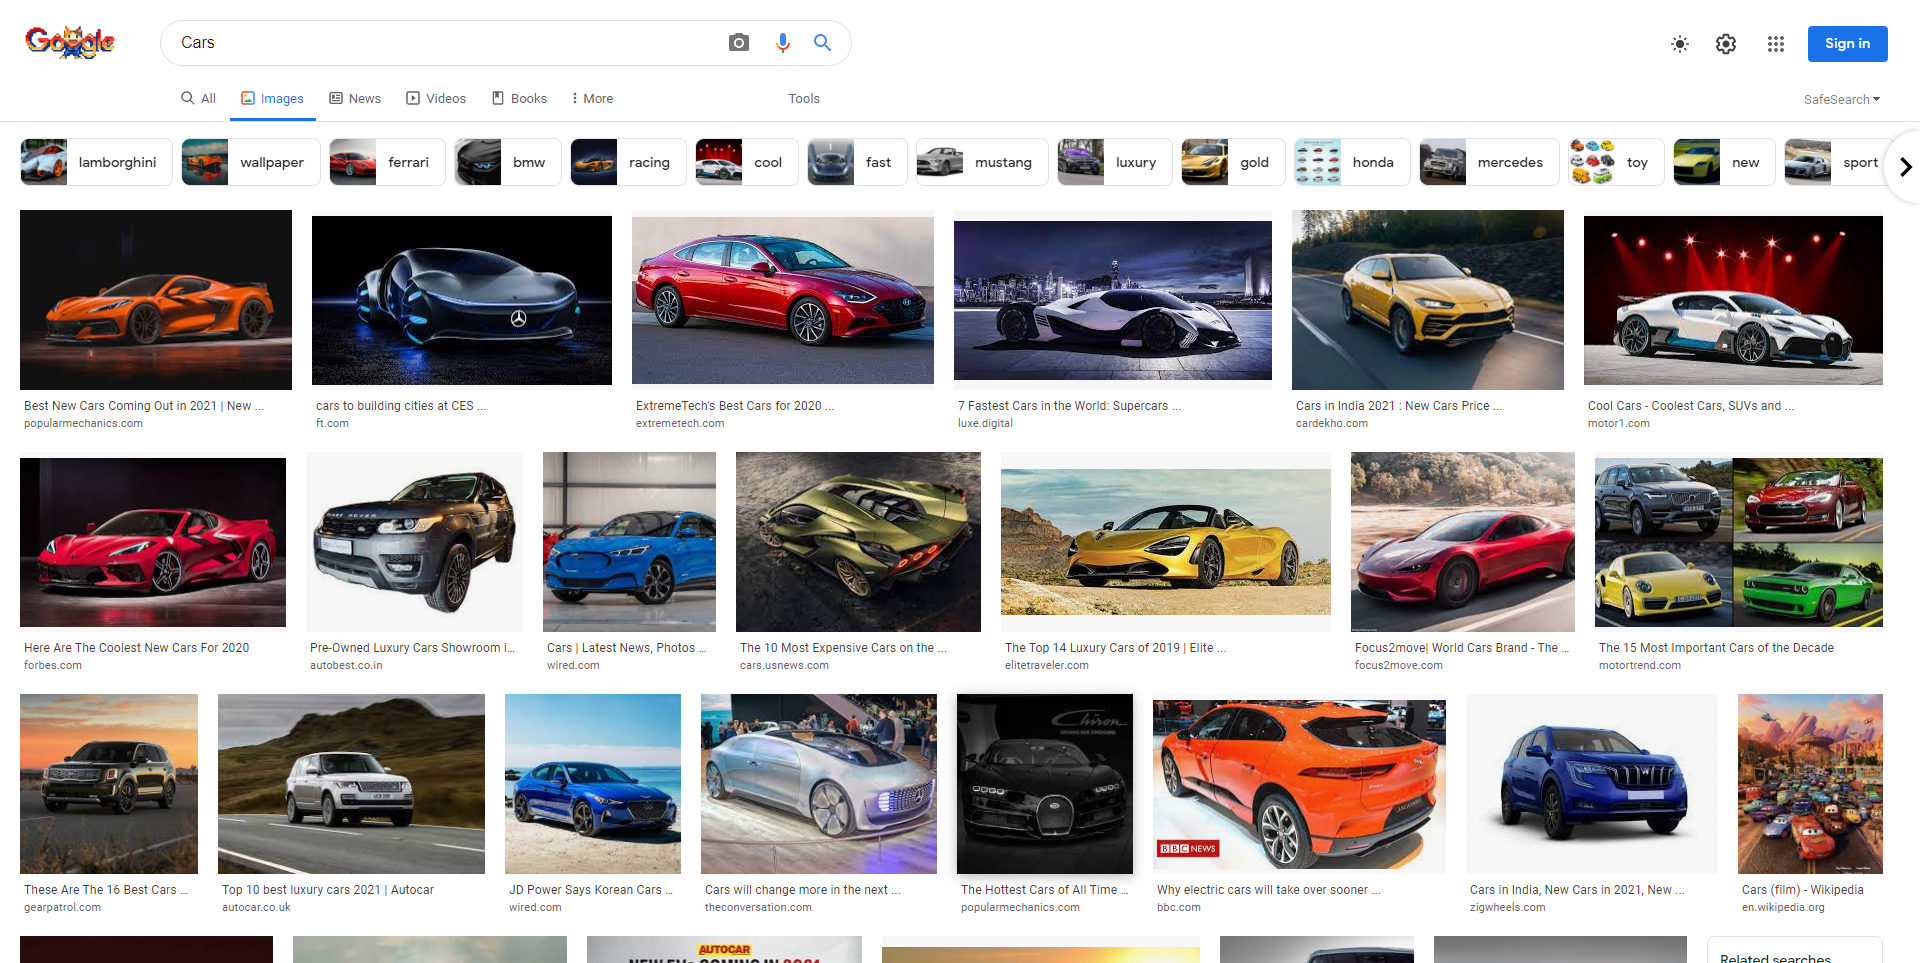 Google
Cars
Sign in
All
Images
News
Videos
Books
More
Tools
SafeSearch
lamborghini
wallpaper
ferrari
bmw
racing
cool
fast
mustang
luxury
gold
honda
mercedes
toy
new
sport
Best New Cars Coming Out in 2021 | New ...
popularmechanics.com
cars to building cities at CES ...
ft.com
ExtremeTech's Best Cars for 2020 ...
extremetech.com
7 Fastest Cars in the World: Supercars ...
luxe.digital
Cars in India 2021 : New Cars Price ...
cardekho.com
Cool Cars - Coolest Cars, SUVs and ...
motor1.com
Here Are The Coolest New Cars For 2020
forbes.com
Pre-Owned Luxury Cars Showroom i...
autobest.co.in
Cars | Latest News, Photos ...
wired.com
The 10 Most Expensive Cars on the ...
cars.usnews.com
The Top 14 Luxury Cars of 2019 | Elite ...
elitetraveler.com
Focus2move| World Cars Brand - The ...
focus2move.com
The 15 Most Important Cars of the Decade
motortrend.com
Chiron
BBC NEWS
These Are The 16 Best Cars ...
gearpatrol.com
Top 10 best luxury cars 2021 | Autocar
autocar.co.uk
JD Power Says Korean Cars ...
wired.com
Cars will change more in the next ...
theconversation.com
The Hottest Cars of All Time ...
popularmechanics.com
Why electric cars will take over sooner ...
bbc.com
Cars in India, New Cars in 2021, New ...
zigwheels.com
Cars (film) - Wikipedia
en.wikipedia.org
AUTOCAR
NEW EVs COMING IN 2021
Related searches